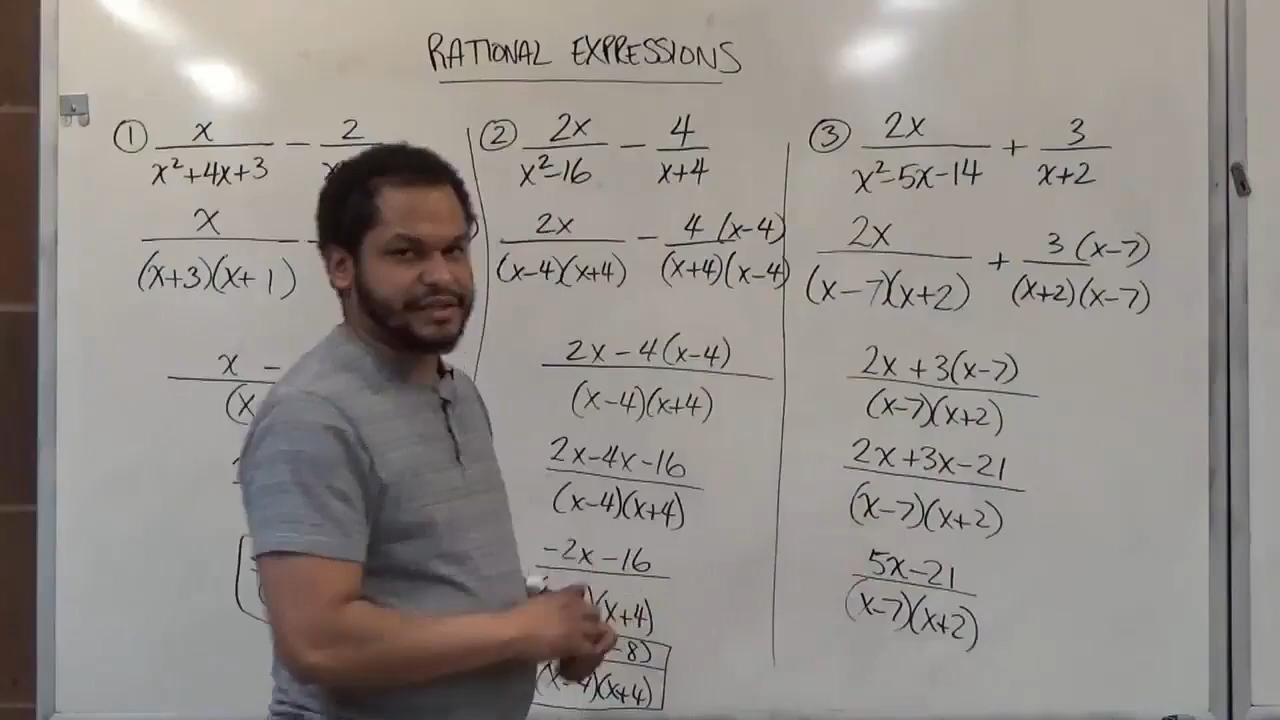 RATIONAL EXPRESSIONS
① x/(x²+4x+3) − 2/
x/((x+3)(x+1)) −
x −
(x
② 2x/(x²-16) − 4/(x+4)
2x/((x-4)(x+4)) − 4(x-4)/((x+4)(x-4))
2x-4(x-4)
(x-4)(x+4)
2x-4x-16
(x-4)(x+4)
-2x-16
(x+4)
-8)
(x-4)(x+4)
③ 2x/(x²-5x-14) + 3/(x+2)
2x/((x-7)(x+2)) + 3(x-7)/((x+2)(x-7))
2x+3(x-7)
(x-7)(x+2)
2x+3x-21
(x-7)(x+2)
5x-21
(x-7)(x+2)